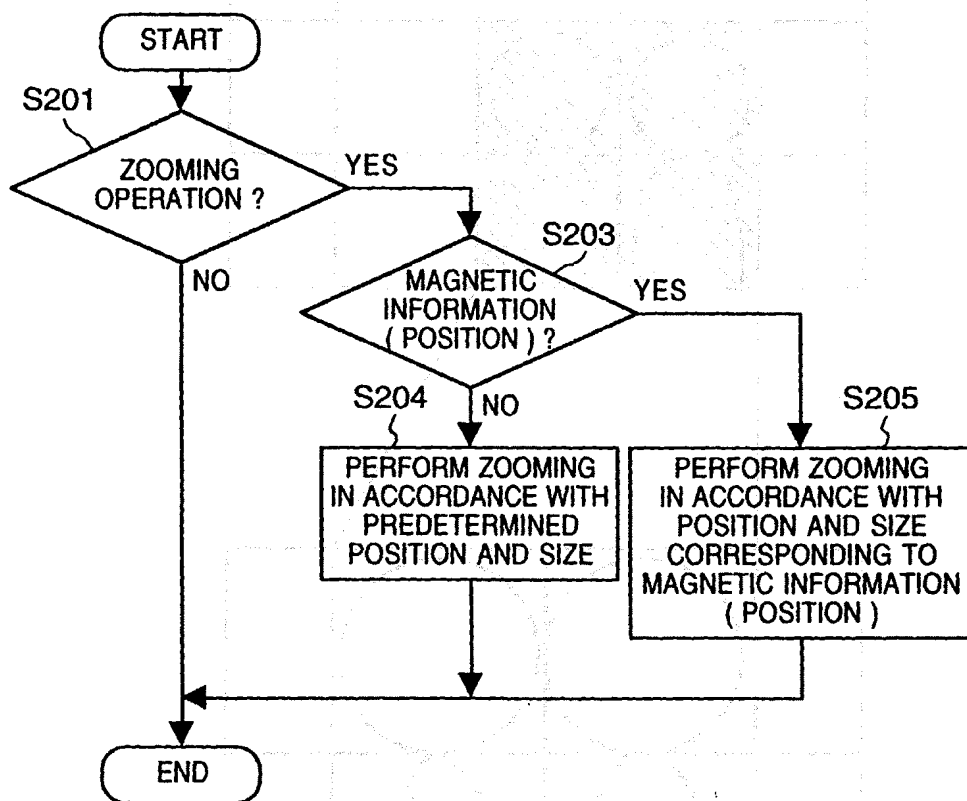 START
S201
ZOOMING
OPERATION ?
YES
NO
S203
MAGNETIC
INFORMATION
( POSITION ) ?
YES
NO
S204
PERFORM ZOOMING
IN ACCORDANCE WITH
PREDETERMINED
POSITION AND SIZE
S205
PERFORM ZOOMING
IN ACCORDANCE WITH
POSITION AND SIZE
CORRESPONDING TO
MAGNETIC INFORMATION
( POSITION )
END